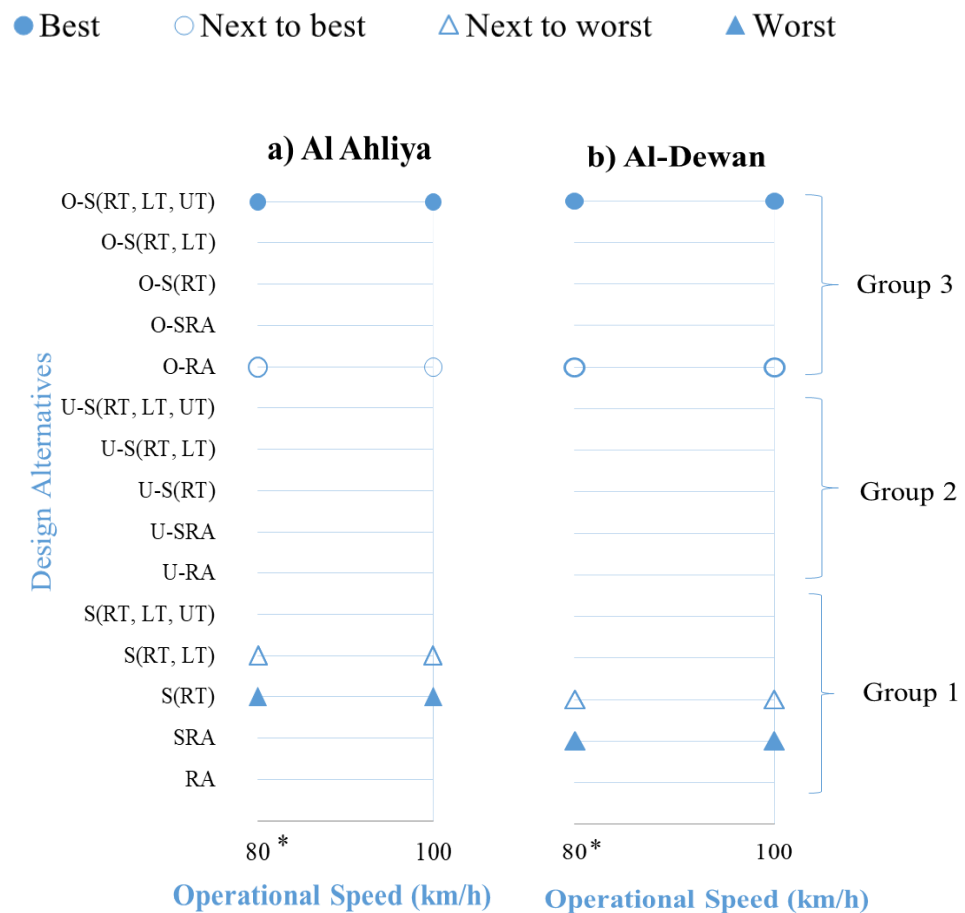 Best Next to best Next to worst Worst
a) Al Ahliya b) Al-Dewan
Design Alternatives
O-S(RT, LT, UT)
O-S(RT, LT)
O-S(RT)
O-SRA
O-RA
U-S(RT, LT, UT)
U-S(RT, LT)
U-S(RT)
U-SRA
U-RA
S(RT, LT, UT)
S(RT, LT)
S(RT)
SRA
RA
Group 3
Group 2
Group 1
80 * 100 80 * 100
Operational Speed (km/h) Operational Speed (km/h)